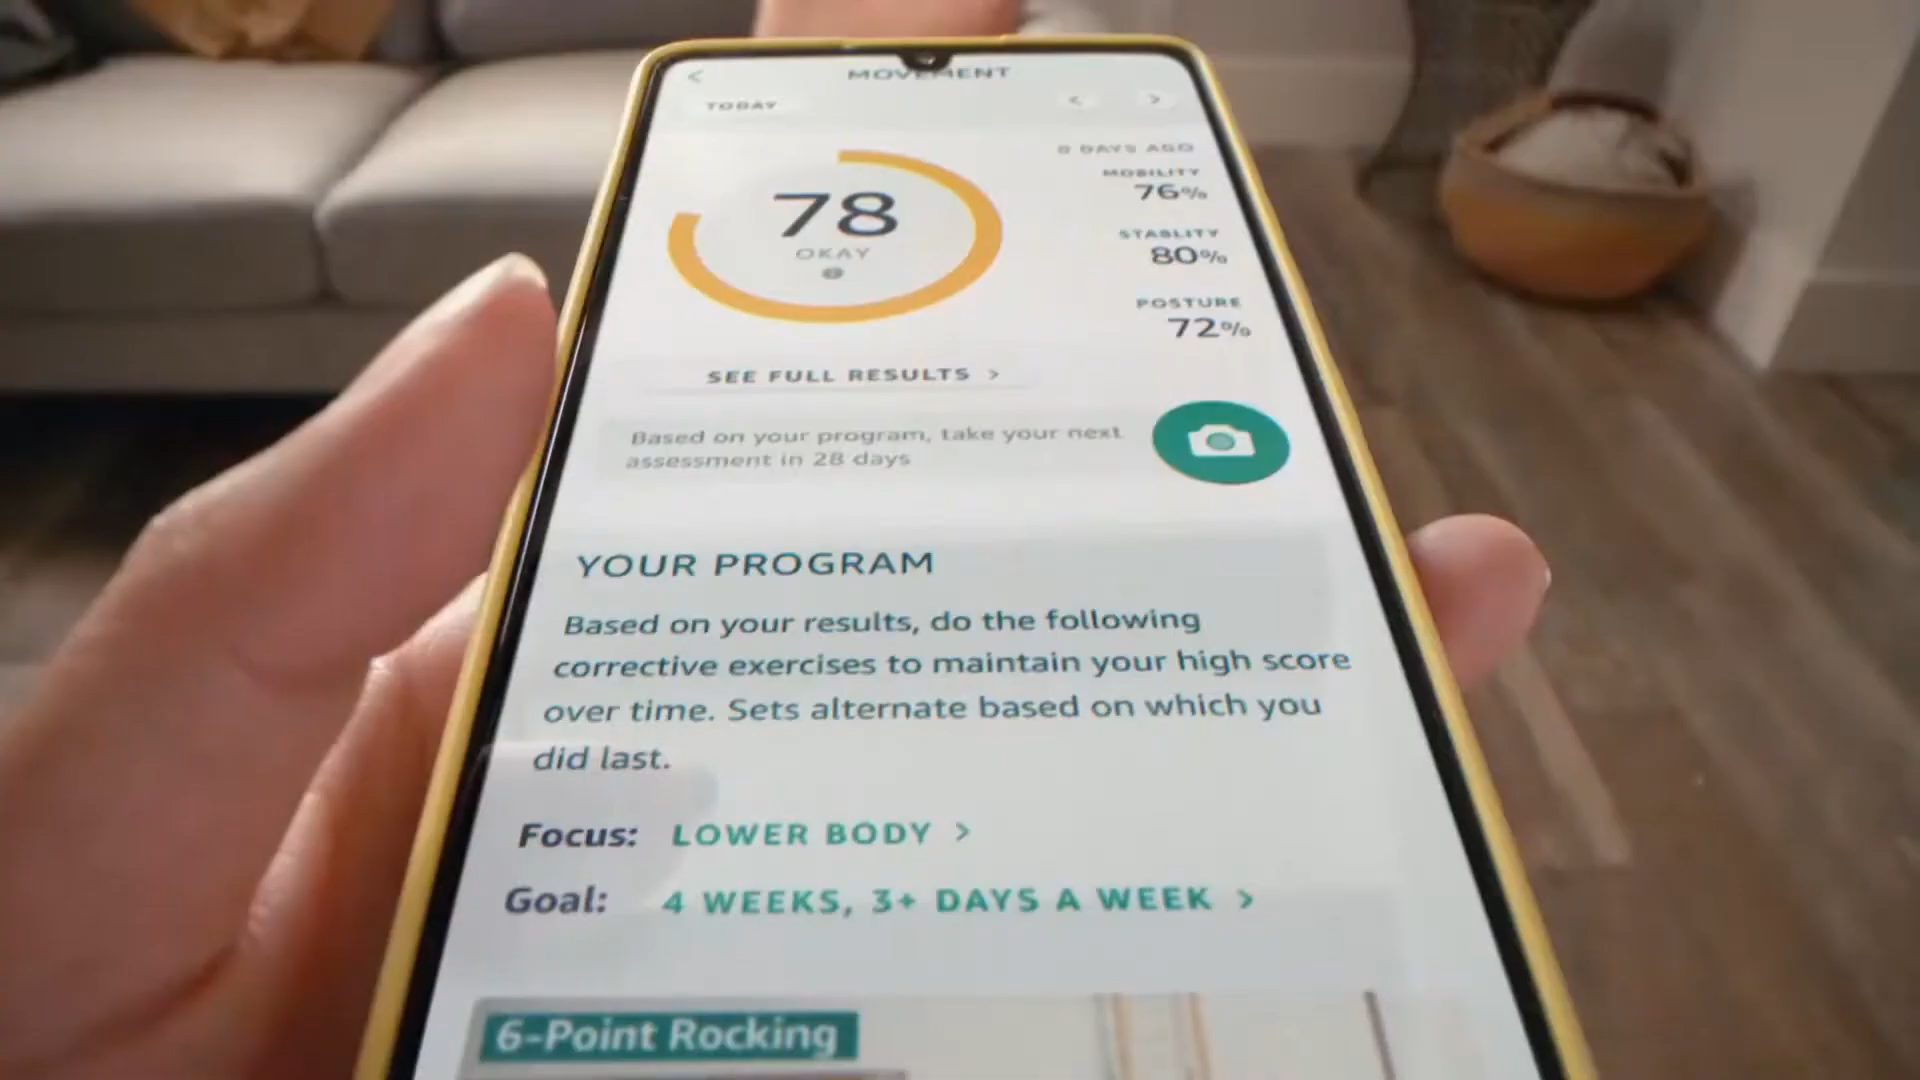 MOVEMENT
TODAY
0 DAYS AGO
MOBILITY
76%
78
OKAY
STABLITY
80%
POSTURE
72%
SEE FULL RESULTS >
Based on your program, take your next
assessment in 28 days
YOUR PROGRAM
Based on your results, do the following
corrective exercises to maintain your high score
over time. Sets alternate based on which you
did last.
Focus: LOWER BODY >
Goal: 4 WEEKS, 3+ DAYS A WEEK >
6-Point Rocking